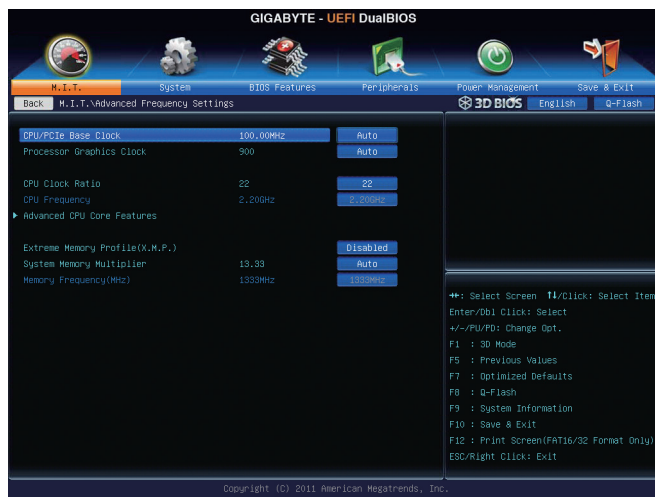 GIGABYTE - UEFI DualBIOS
M.I.T. System BIOS Features Peripherals Power Management Save & Exit
Back M.I.T.\Advanced Frequency Settings 3D BIOS English Q-Flash
CPU/PCIe Base Clock 100.00MHz Auto
Processor Graphics Clock 900 Auto
CPU Clock Ratio 22 22
CPU Frequency 2.20GHz 2.20GHz
Advanced CPU Core Features
Extreme Memory Profile(X.M.P.) Disabled
System Memory Multiplier 13.33 Auto
Memory Frequency(MHz) 1333MHz 1333MHz
→←: Select Screen ↑↓/Click: Select Item
Enter/Dbl Click: Select
+/-/PU/PD: Change Opt.
F1 : 3D Mode
F5 : Previous Values
F7 : Optimized Defaults
F8 : Q-Flash
F9 : System Information
F10 : Save & Exit
F12 : Print Screen(FAT16/32 Format Only)
ESC/Right Click: Exit
Copyright (C) 2011 American Megatrends, Inc.